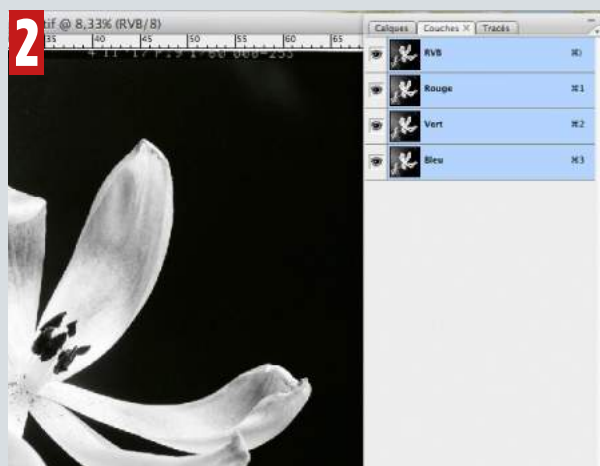 2
tif @ 8,33% (RVB/8)
Calques Couches X Tracés
35 40 45 50 55 60 65
RVB
Rouge ⌘1
Vert ⌘2
Bleu ⌘3